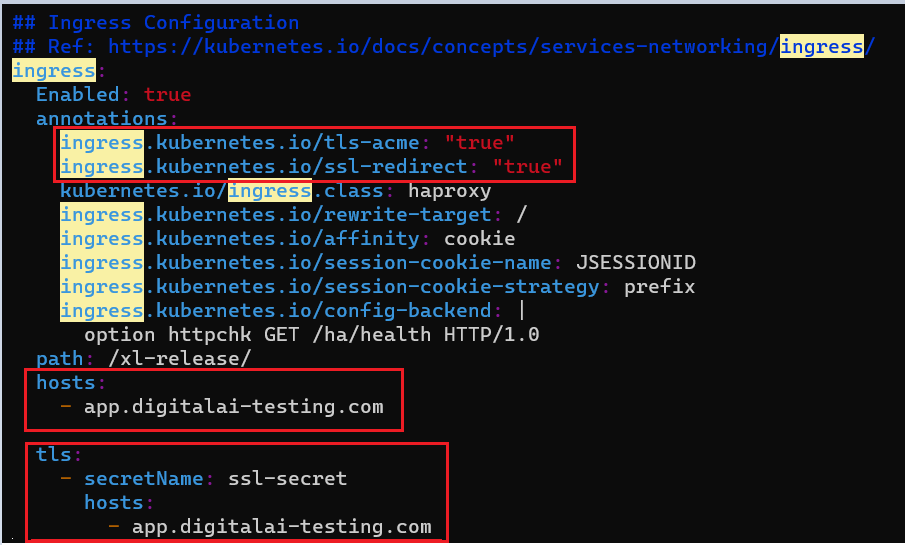 ## Ingress Configuration
## Ref: https://kubernetes.io/docs/concepts/services-networking/ingress/
ingress:
  Enabled: true
  annotations:
    ingress.kubernetes.io/tls-acme: "true"
    ingress.kubernetes.io/ssl-redirect: "true"
    kubernetes.io/ingress.class: haproxy
    ingress.kubernetes.io/rewrite-target: /
    ingress.kubernetes.io/affinity: cookie
    ingress.kubernetes.io/session-cookie-name: JSESSIONID
    ingress.kubernetes.io/session-cookie-strategy: prefix
    ingress.kubernetes.io/config-backend: |
      option httpchk GET /ha/health HTTP/1.0
  path: /xl-release/
  hosts:
    - app.digitalai-testing.com
  tls:
    - secretName: ssl-secret
      hosts:
        - app.digitalai-testing.com